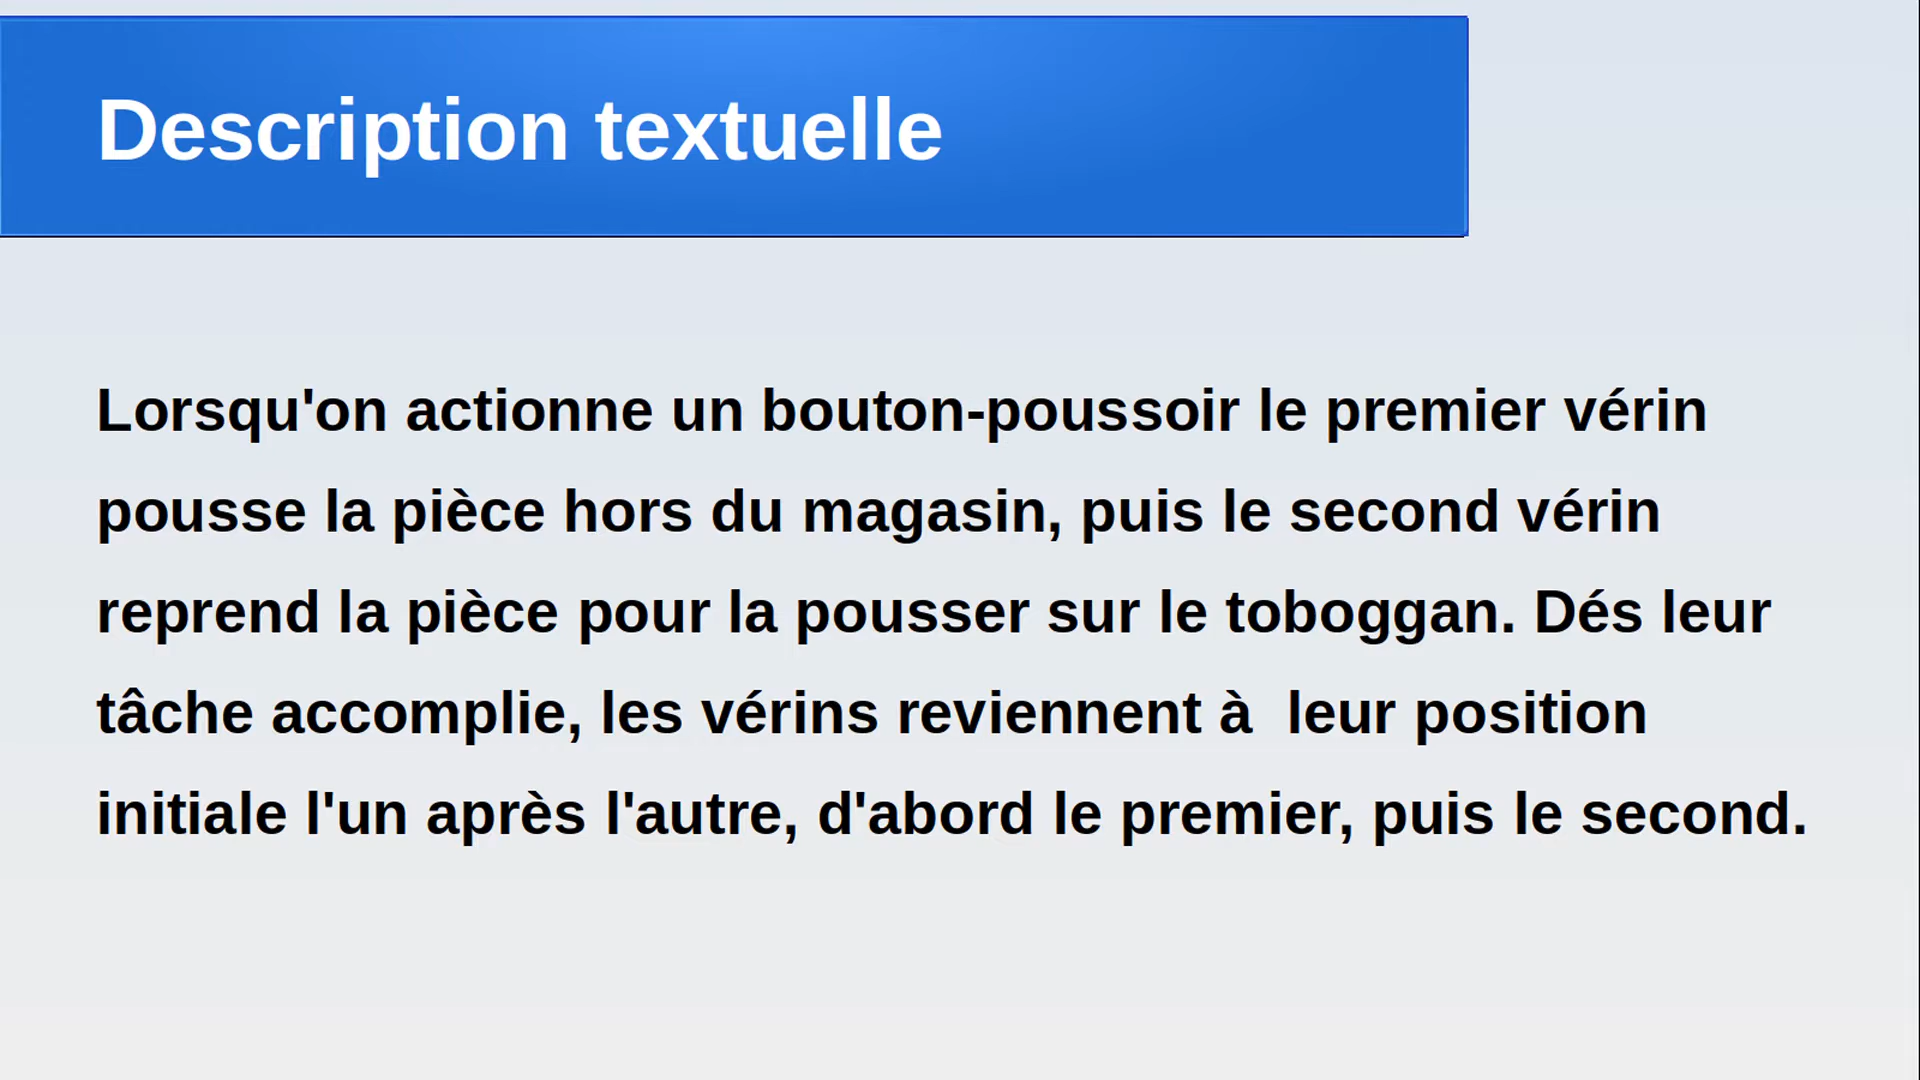 Description textuelle
Lorsqu'on actionne un bouton-poussoir le premier vérin
pousse la pièce hors du magasin, puis le second vérin
reprend la pièce pour la pousser sur le toboggan. Dés leur
tâche accomplie, les vérins reviennent à  leur position
initiale l'un après l'autre, d'abord le premier, puis le second.